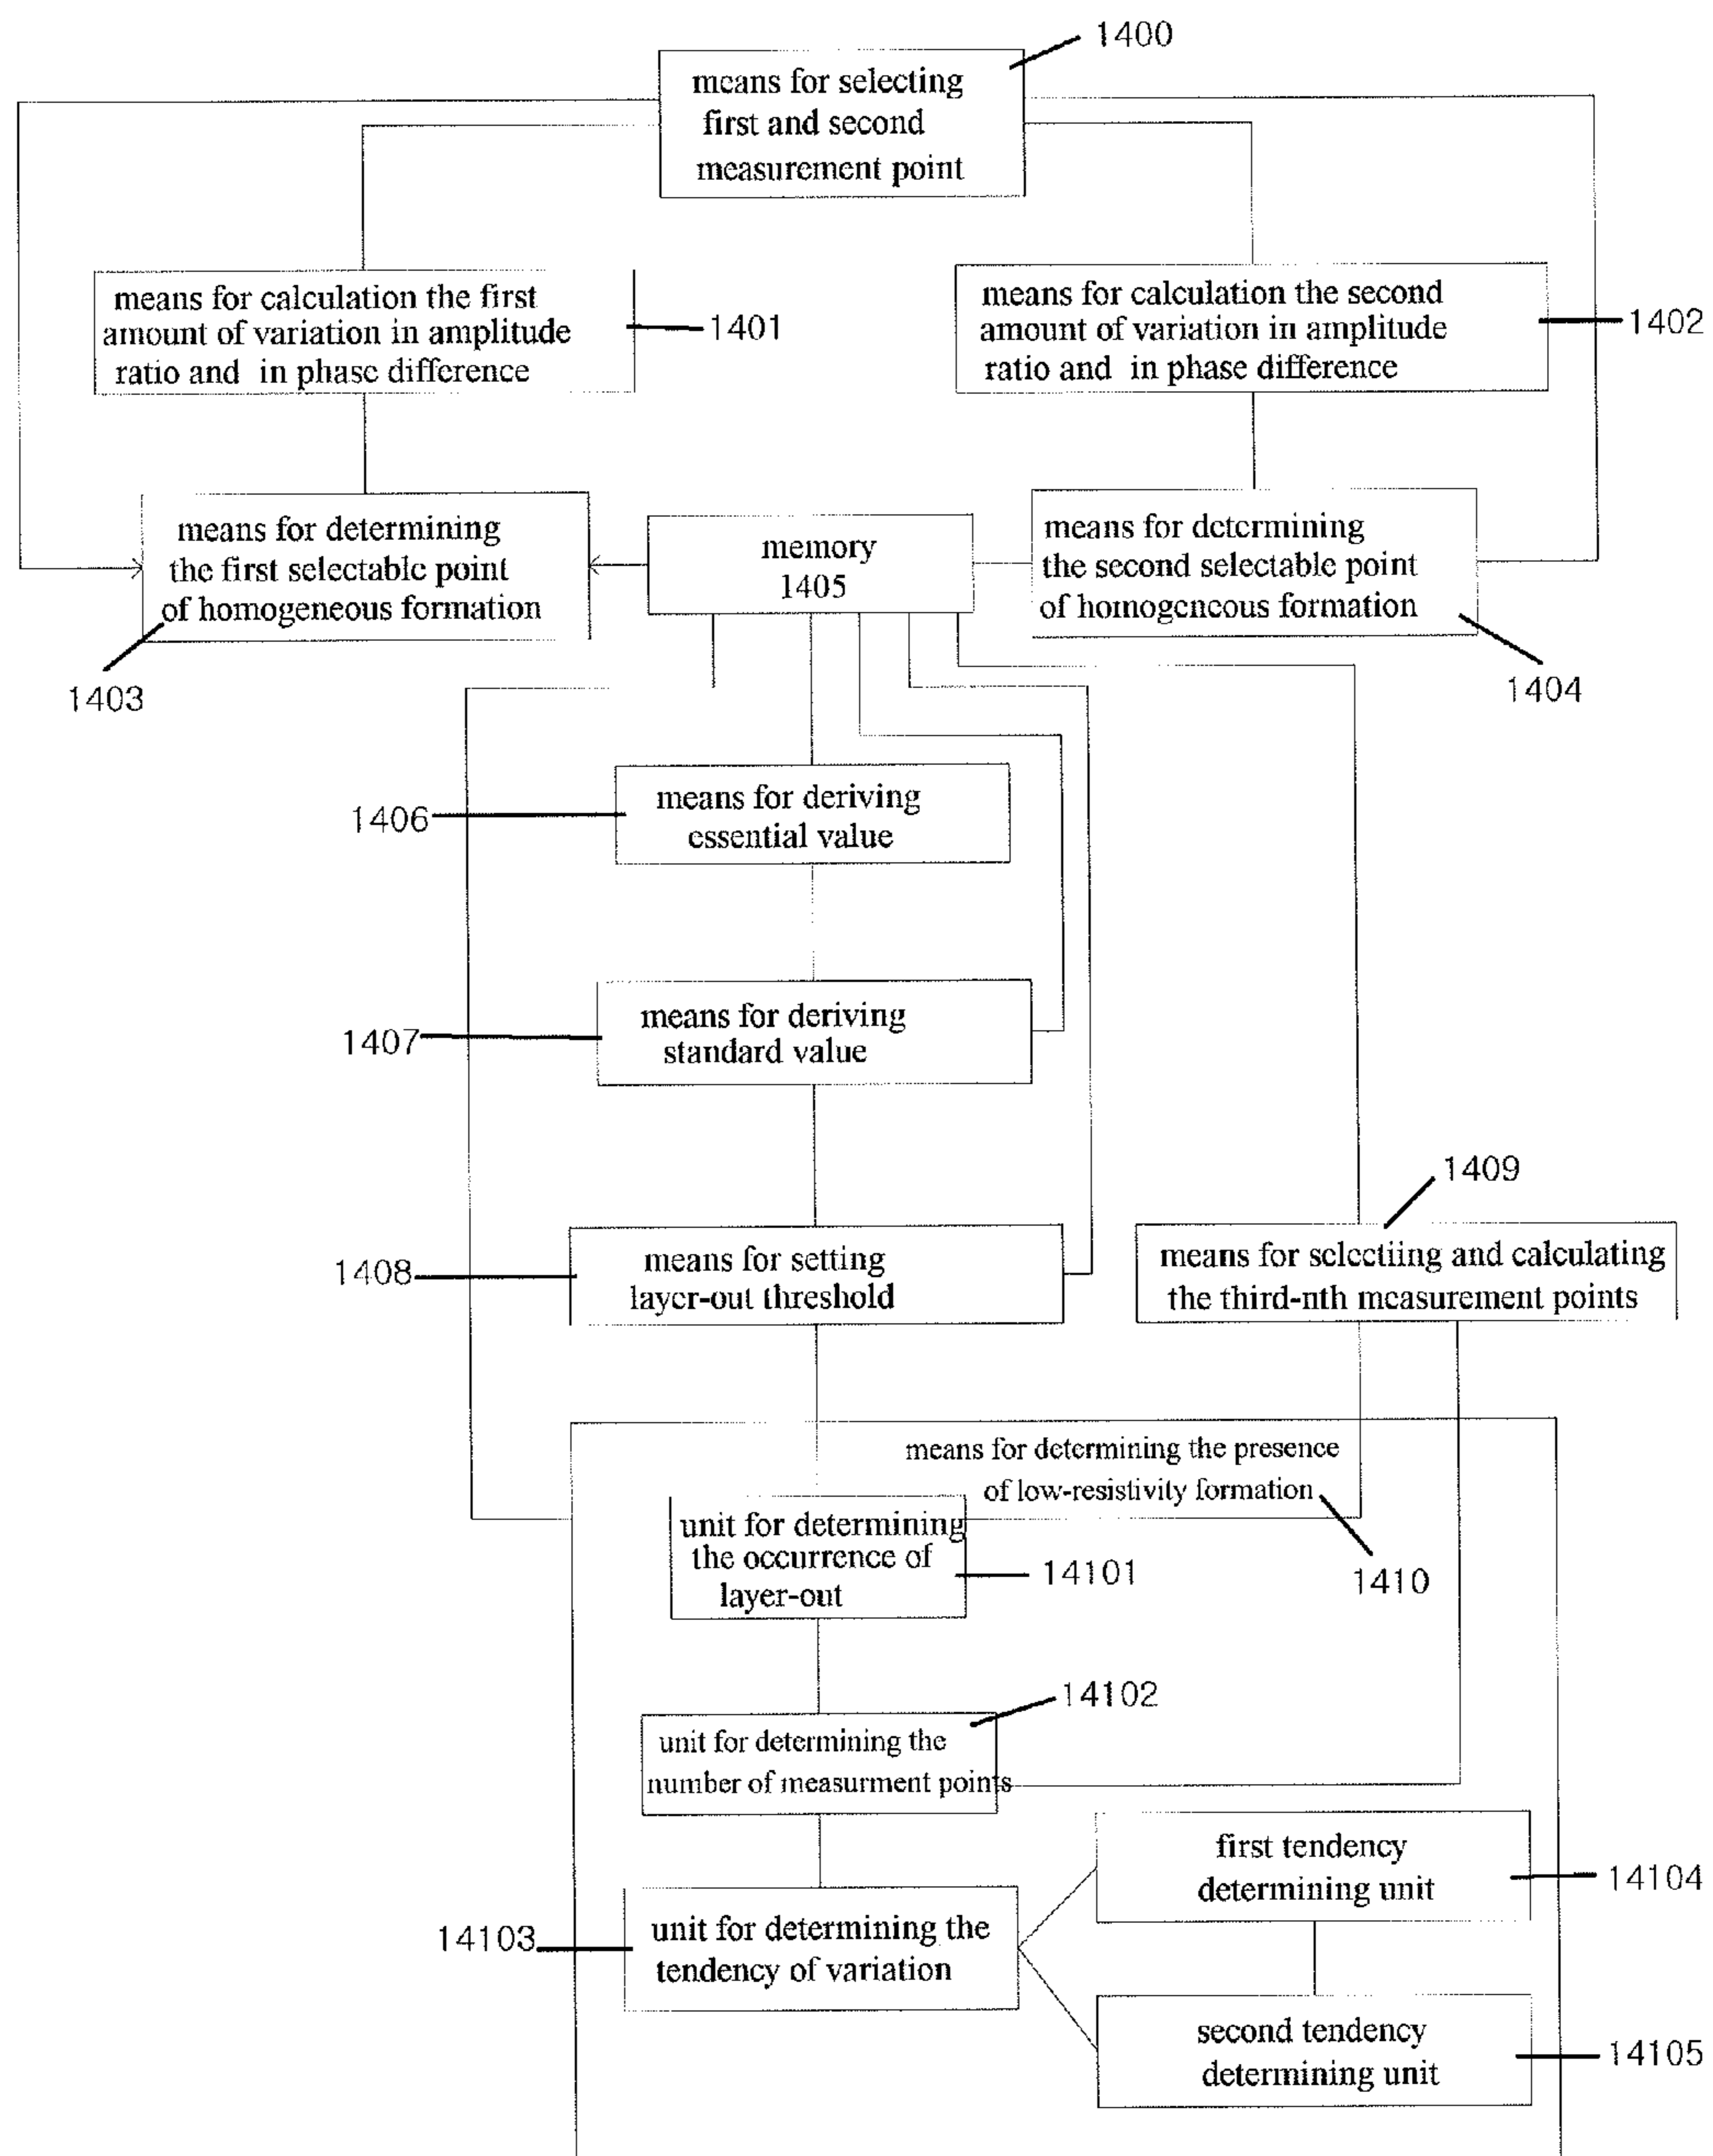 1400
means for selecting
first and second
measurement point
means for calculation the first
amount of variation in amplitude
ratio and in phase difference
1401
means for calculation the second
amount of variation in amplitude
ratio and in phase difference
1402
means for determining
the first selectable point
of homogeneous formation
1403
memory
1405
means for determining
the second selectable point
of homogeneous formation
1404
1406
means for deriving
essential value
1407
means for deriving
standard value
1408
means for setting
layer-out threshold
1409
means for selectiing and calculating
the third-nth measurement points
means for determining the presence
of low-resistivity formation
1410
unit for determining
the occurrence of
layer-out
14101
14102
unit for determining the
number of measurment points
14103
unit for determining the
tendency of variation
first tendency
determining unit
14104
second tendency
determining unit
14105